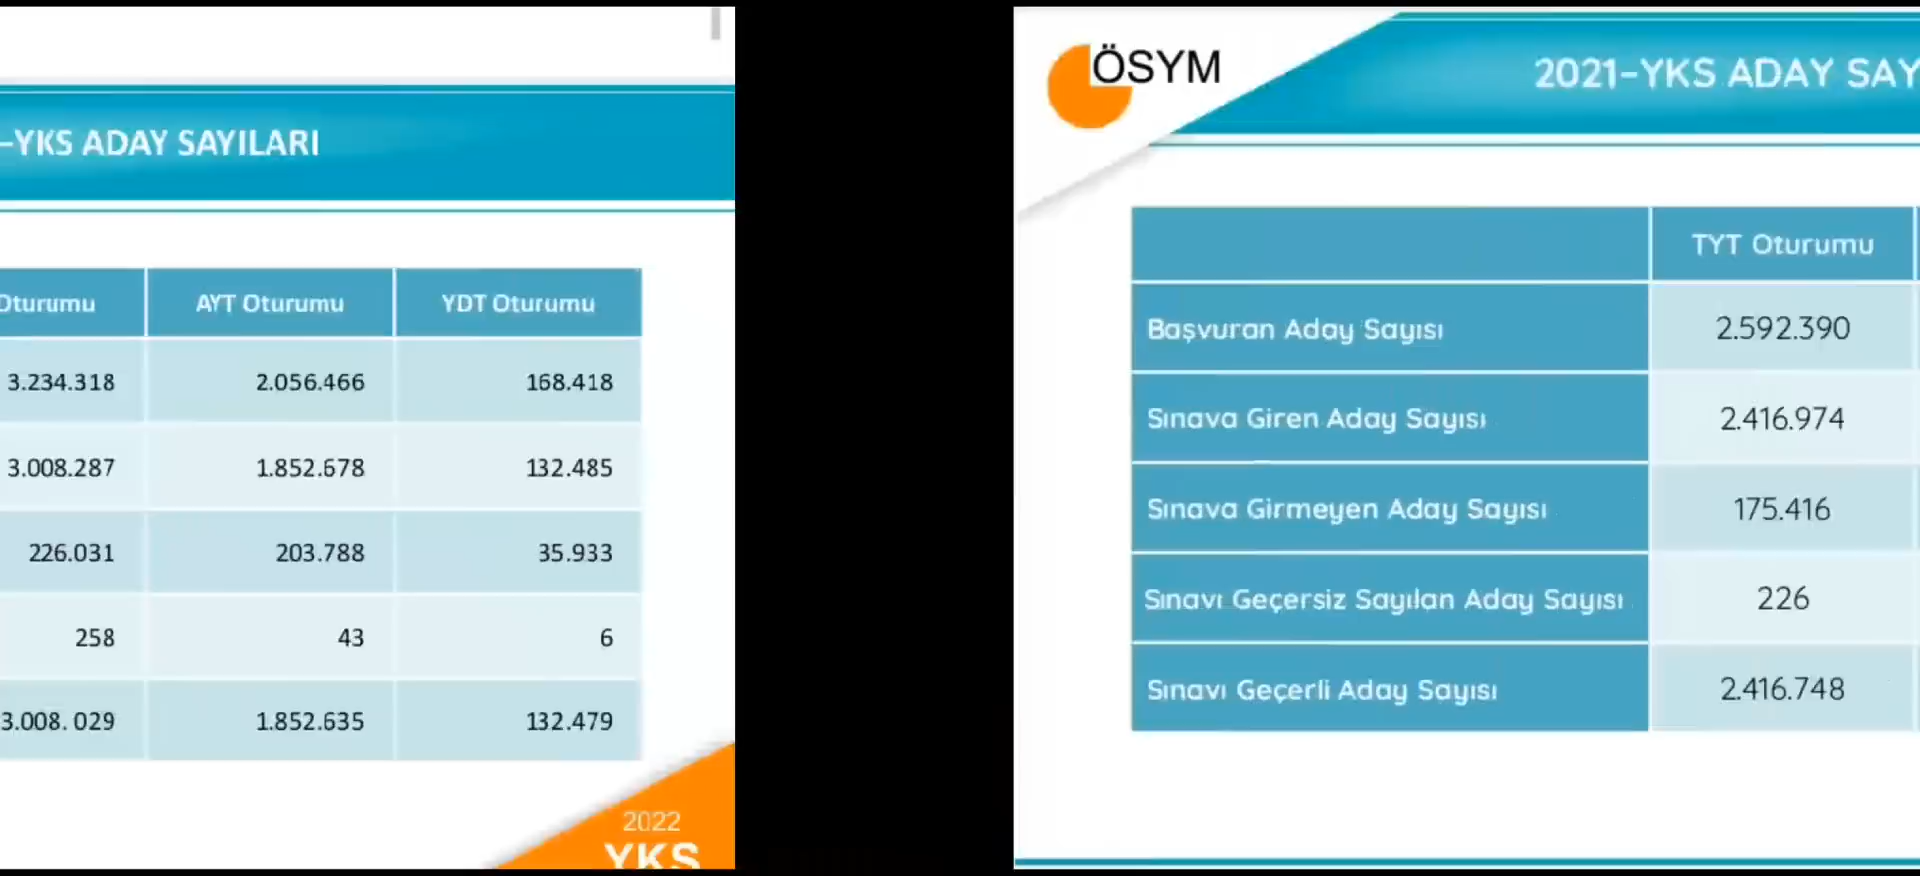 -YKS ADAY SAYILARI
Oturumu AYT Oturumu YDT Oturumu
3.234.318 2.056.466 168.418
3.008.287 1.852.678 132.485
226.031 203.788 35.933
258 43 6
3.008. 029 1.852.635 132.479
2022
YKS
ÖSYM
2021-YKS ADAY SAY
TYT Oturumu
Başvuran Aday Sayısı 2.592.390
Sınava Giren Aday Sayısı 2.416.974
Sınava Girmeyen Aday Sayısı 175.416
Sınavı Geçersiz Sayılan Aday Sayısı 226
Sınavı Geçerli Aday Sayısı 2.416.748